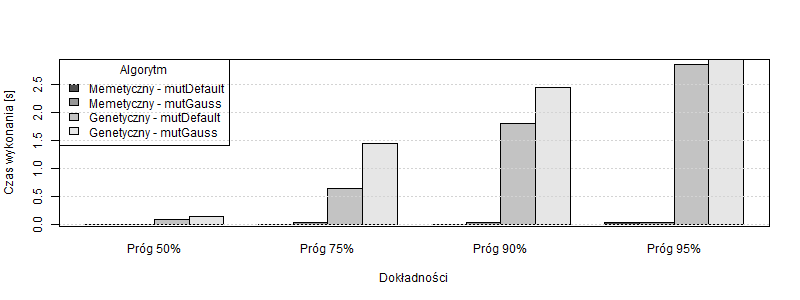 Algorytm
Memetyczny - mutDefault
Memetyczny - mutGauss
Genetyczny - mutDefault
Genetyczny - mutGauss
Czas wykonania [s]
2.5
2.0
1.5
1.0
0.5
0.0
Próg 50% Próg 75% Próg 90% Próg 95%
Dokładności